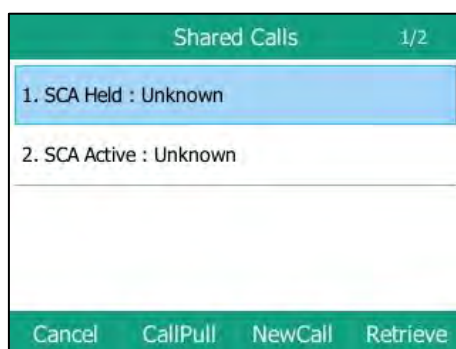 Shared Calls 1/2
1. SCA Held : Unknown
2. SCA Active : Unknown
Cancel CallPull NewCall Retrieve